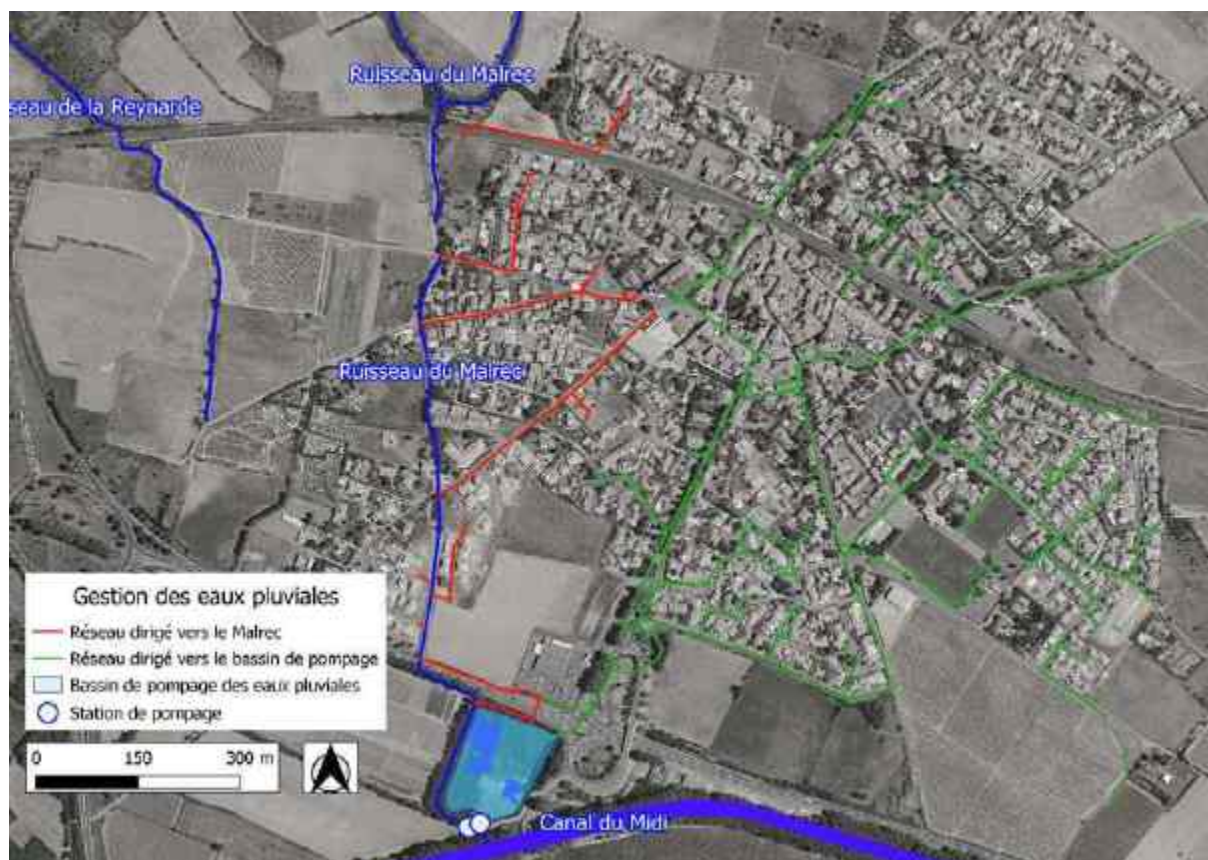 Ruisseau du Malrec
seau de la Reynarde
Ruisseau du Malrec
Gestion des eaux pluviales
Réseau dirigé vers le Malrec
Réseau dirigé vers le bassin de pompage
Bassin de pompage des eaux pluviales
Station de pompage
0 150 300 m
Canal du Midi